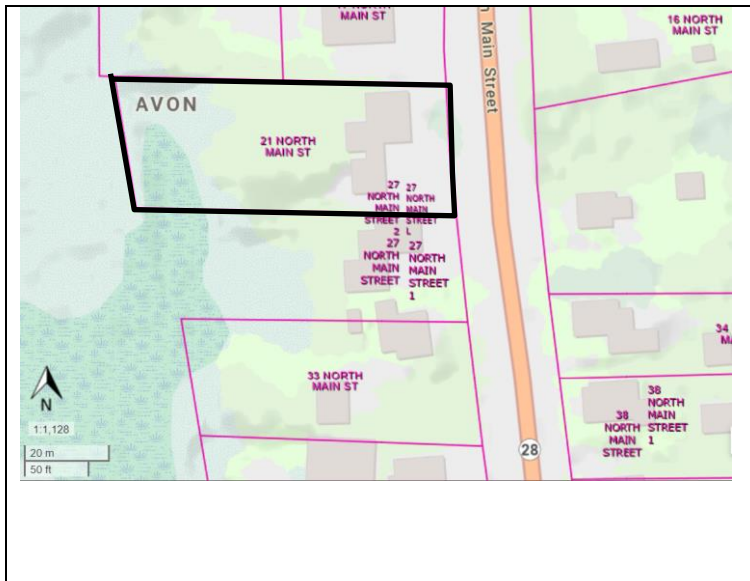 MAIN ST
16 NORTH
MAIN ST
Main Street
AVON
21 NORTH
MAIN ST
27
NORTH
MAIN
STREET
2
27
NORTH
MAIN
STREET
L
27
NORTH
MAIN
STREET
27
NORTH
MAIN
STREET
1
33 NORTH
MAIN ST
34
38
NORTH
MAIN
STREET
38
NORTH
MAIN
STREET
1
28
N
1:1,128
20 m
50 ft